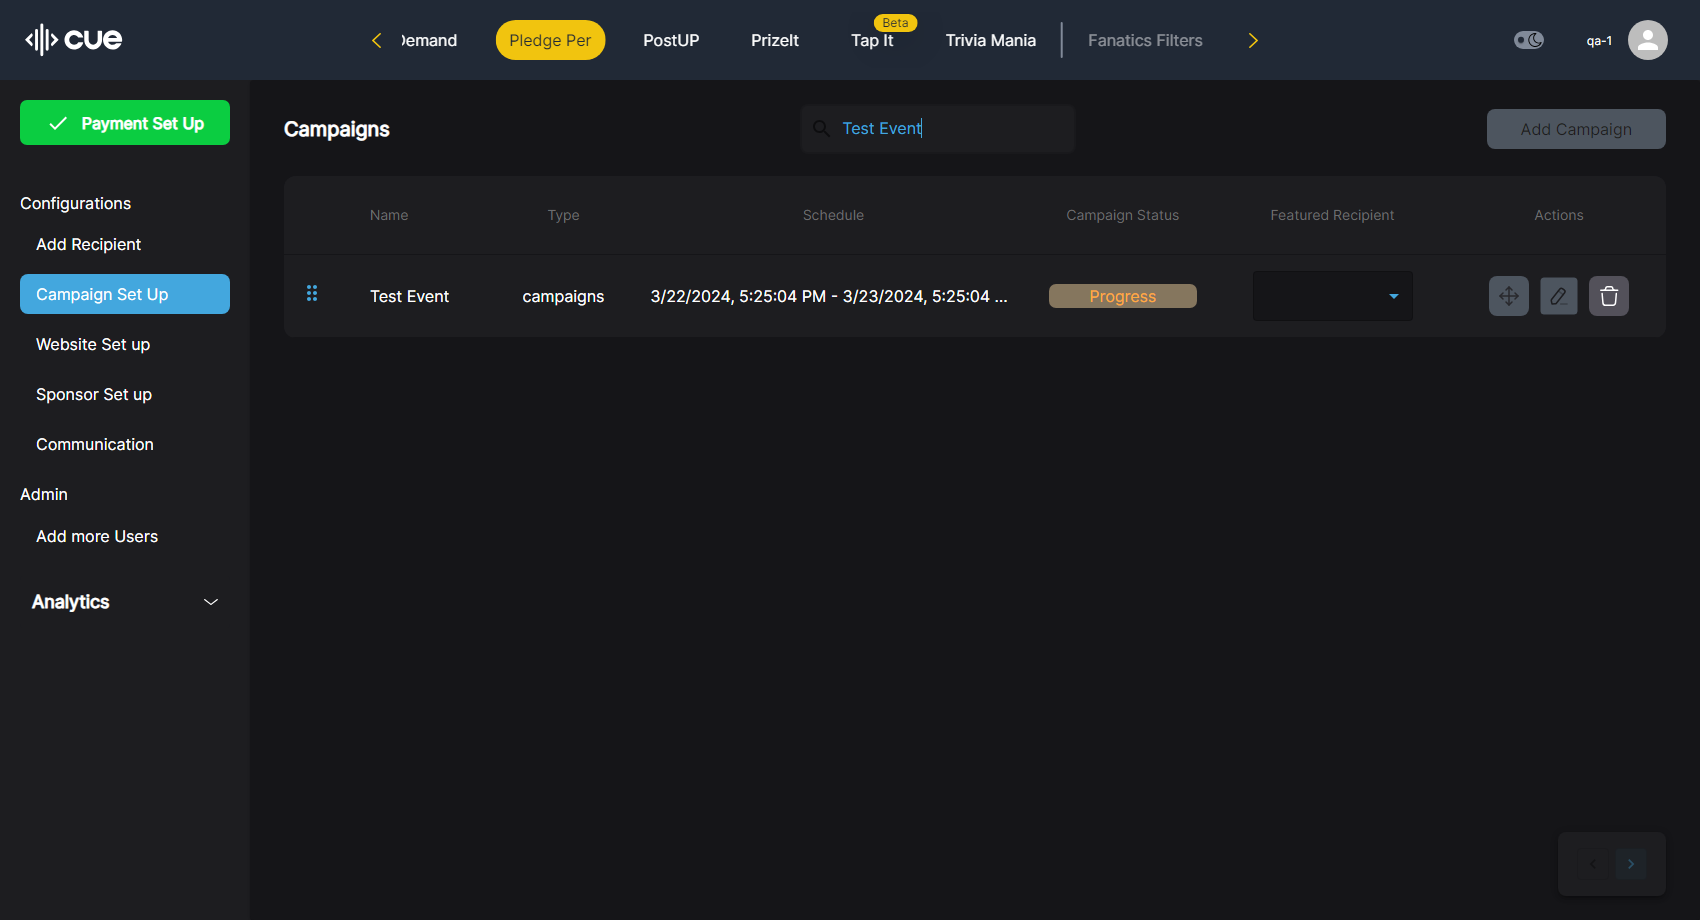 cue
Demand
Pledge Per
PostUP
PrizeIt
Beta
Tap It
Trivia Mania
Fanatics Filters
qa-1
Payment Set Up
Configurations
Add Recipient
Campaign Set Up
Website Set up
Sponsor Set up
Communication
Admin
Add more Users
Analytics
Campaigns
Test Event
Add Campaign
Name Type Schedule Campaign Status Featured Recipient Actions
Test Event campaigns 3/22/2024, 5:25:04 PM - 3/23/2024, 5:25:04 ... Progress